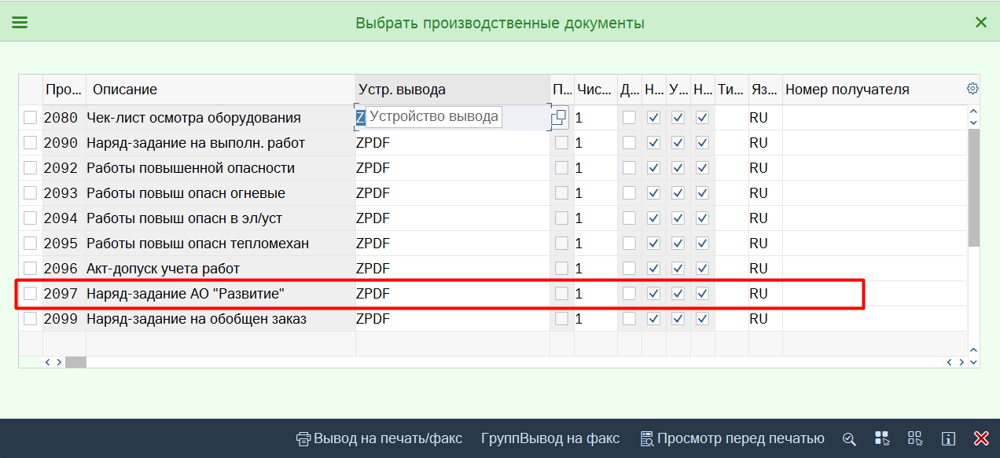 Выбрать производственные документы
Про... Описание Устр. вывода П... Чис... Д... Н... У... Н... Ти... Яз... Номер получателя
2080 Чек-лист осмотра оборудования Z Устройство вывода 1 RU
2090 Наряд-задание на выполн. работ ZPDF 1 RU
2092 Работы повышенной опасности ZPDF 1 RU
2093 Работы повыш опасн огневые ZPDF 1 RU
2094 Работы повыш опасн в эл/уст ZPDF 1 RU
2095 Работы повыш опасн тепломехан ZPDF 1 RU
2096 Акт-допуск учета работ ZPDF 1 RU
2097 Наряд-задание АО "Развитие" ZPDF 1 RU
2099 Наряд-задание на обобщен заказ ZPDF 1 RU
Вывод на печать/факс ГруппВывод на факс Просмотр перед печатью